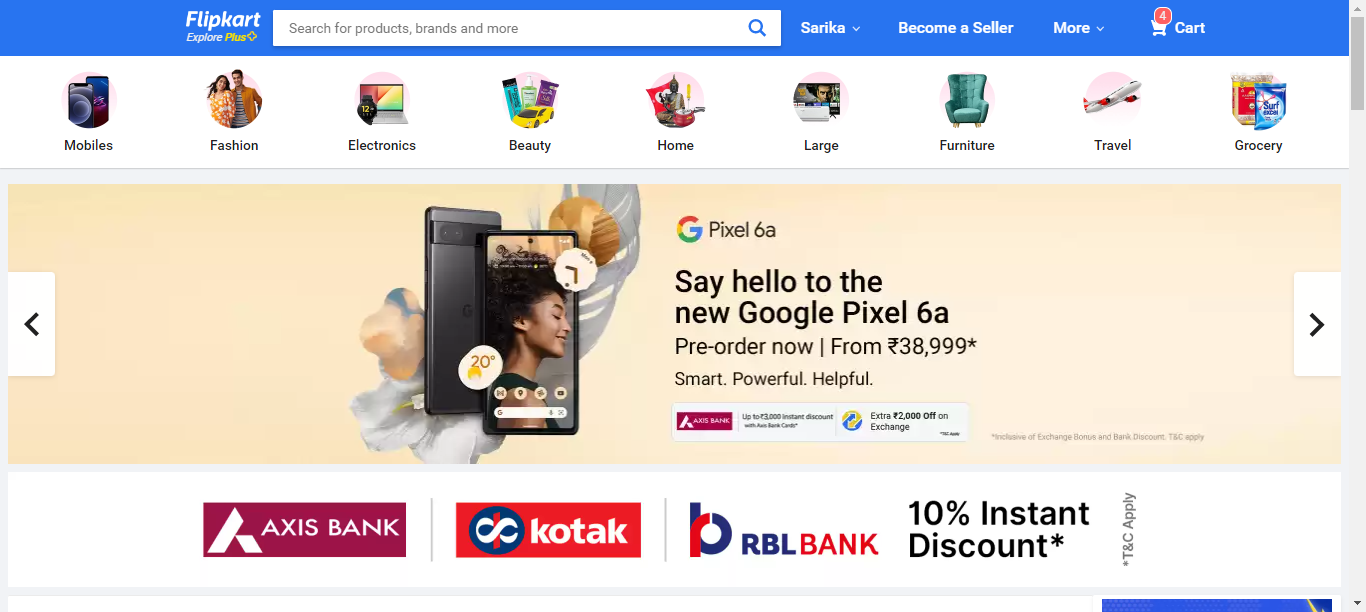 Flipkart
Explore Plus
Search for products, brands and more
Sarika
Become a Seller
More
4
Cart
Mobiles
Fashion
Electronics
Beauty
Home
Large
Furniture
Travel
Grocery
12
Surf
excel
G Pixel 6a
Say hello to the
new Google Pixel 6a
Pre-order now | From ₹38,999*
Smart. Powerful. Helpful.
20°
AXIS BANK
Up to ₹3,000 Instant discount
with Axis Bank Cards*
Extra ₹2,000 Off on
Exchange
*T&C Apply
*Inclusive of Exchange Bonus and Bank Discount. T&C apply
AXIS BANK
kotak
RBL BANK
10% Instant
Discount*
*T&C Apply